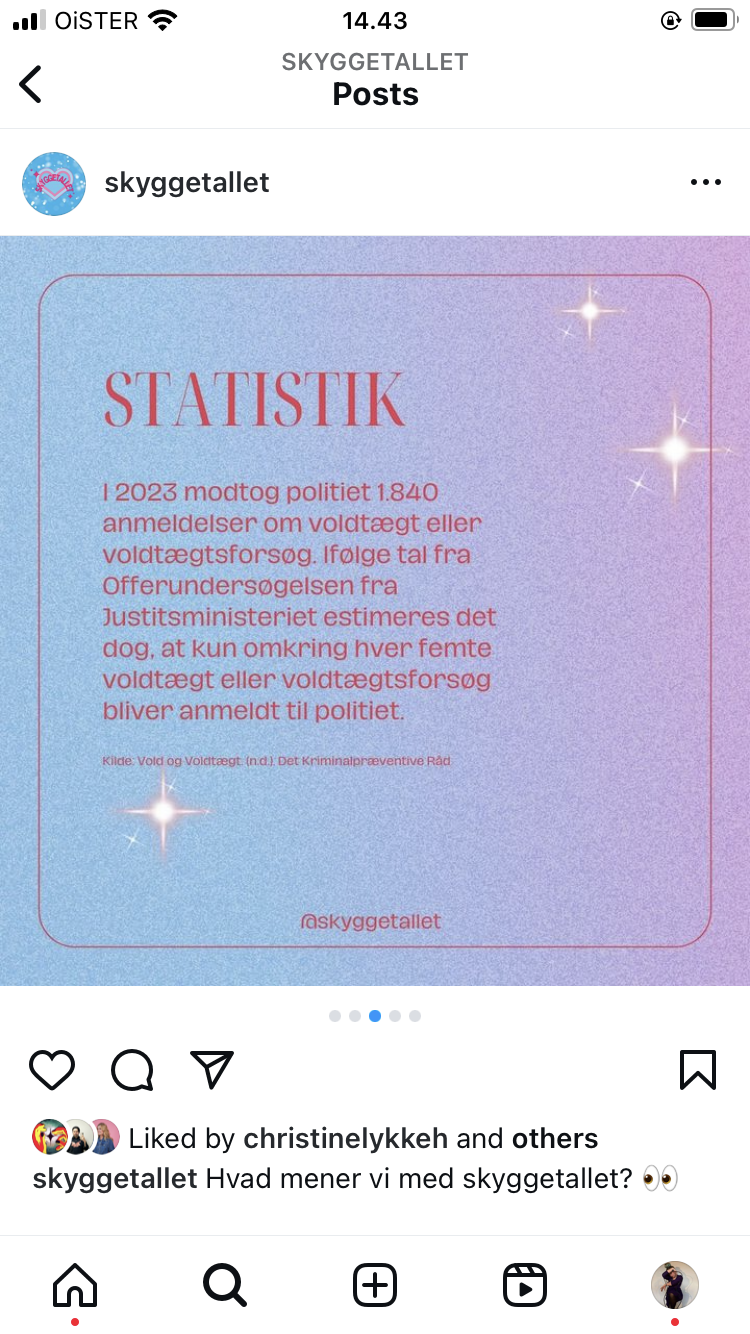 OiSTER
14.43
SKYGGETALLET
Posts
skyggetallet
STATISTIK
I 2023 modtog politiet 1.840
anmeldelser om voldtægt eller
voldtægtsforsøg. Ifølge tal fra
Offerundersøgelsen fra
Justitsministeriet estimeres det
dog, at kun omkring hver femte
voldtægt eller voldtægtsforsøg
bliver anmeldt til politiet.
Kilde: Vold og Voldtægt. (n.d.). Det Kriminalpræventive Råd
@skyggetallet
Liked by christinelykkeh and others
skyggetallet Hvad mener vi med skyggetallet? 👀